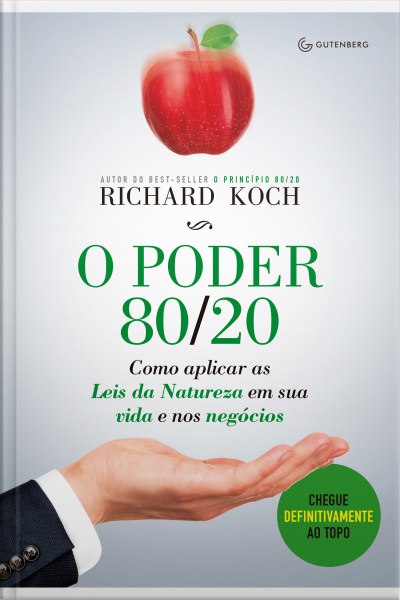 GUTENBERG
AUTOR DO BEST-SELLER O PRINCÍPIO 80/20
RICHARD KOCH
O PODER
80/20
Como aplicar as
Leis da Natureza em sua
vida e nos negócios
CHEGUE
DEFINITIVAMENTE
AO TOPO